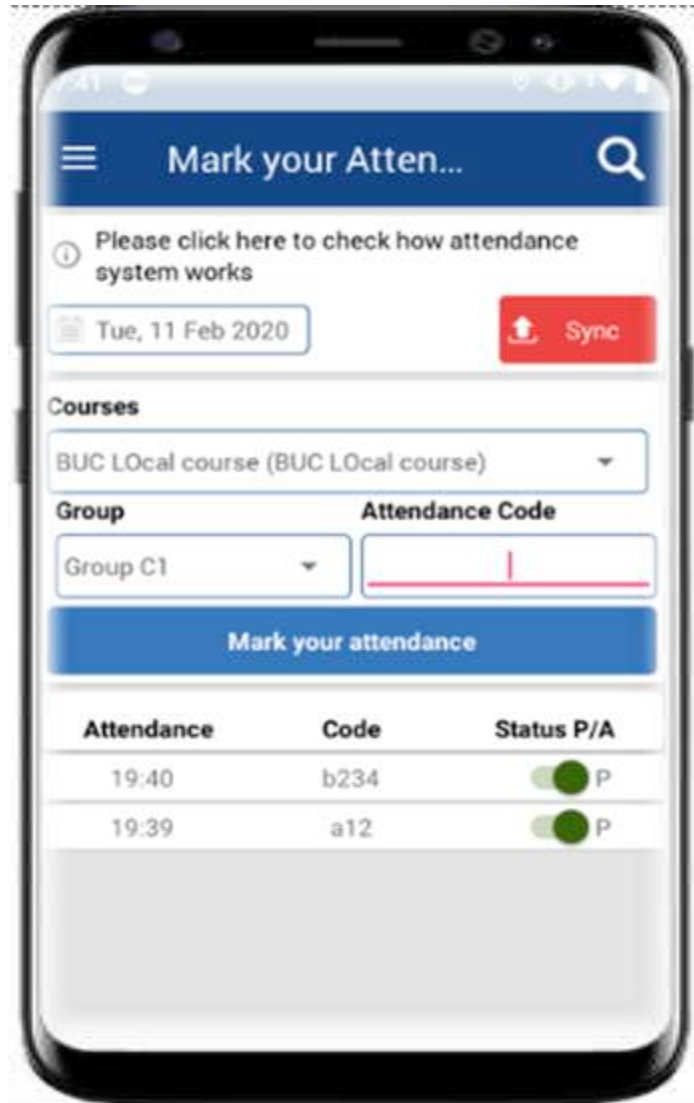 Mark your Atten...
Please click here to check how attendance
system works
Tue, 11 Feb 2020
Sync
Courses
BUC LOcal course (BUC LOcal course)
Group
Attendance Code
Group C1
Mark your attendance
Attendance Code Status P/A
19:40 b234 P
19:39 a12 P